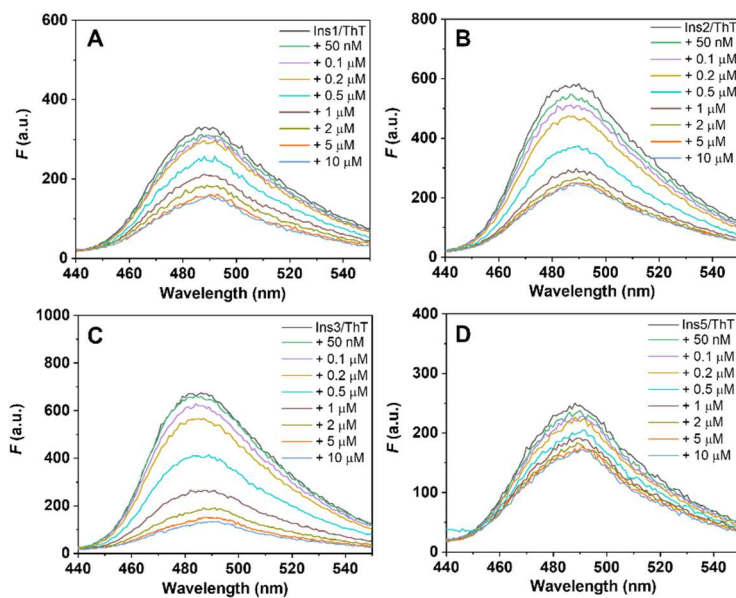 A
Ins1/ThT
+ 50 nM
+ 0.1 μM
+ 0.2 μM
+ 0.5 μM
+ 1 μM
+ 2 μM
+ 5 μM
+ 10 μM
600
400
200
0
F (a.u.)
440 460 480 500 520 540
Wavelength (nm)
B
Ins2/ThT
+ 50 nM
+ 0.1 μM
+ 0.2 μM
+ 0.5 μM
+ 1 μM
+ 2 μM
+ 5 μM
+ 10 μM
800
600
400
200
0
F (a.u.)
440 460 480 500 520 540
Wavelength (nm)
C
Ins3/ThT
+ 50 nM
+ 0.1 μM
+ 0.2 μM
+ 0.5 μM
+ 1 μM
+ 2 μM
+ 5 μM
+ 10 μM
1000
800
600
400
200
0
F (a.u.)
440 460 480 500 520 540
Wavelength (nm)
D
Ins5/ThT
+ 50 nM
+ 0.1 μM
+ 0.2 μM
+ 0.5 μM
+ 1 μM
+ 2 μM
+ 5 μM
+ 10 μM
400
300
200
100
0
F (a.u.)
440 460 480 500 520 540
Wavelength (nm)